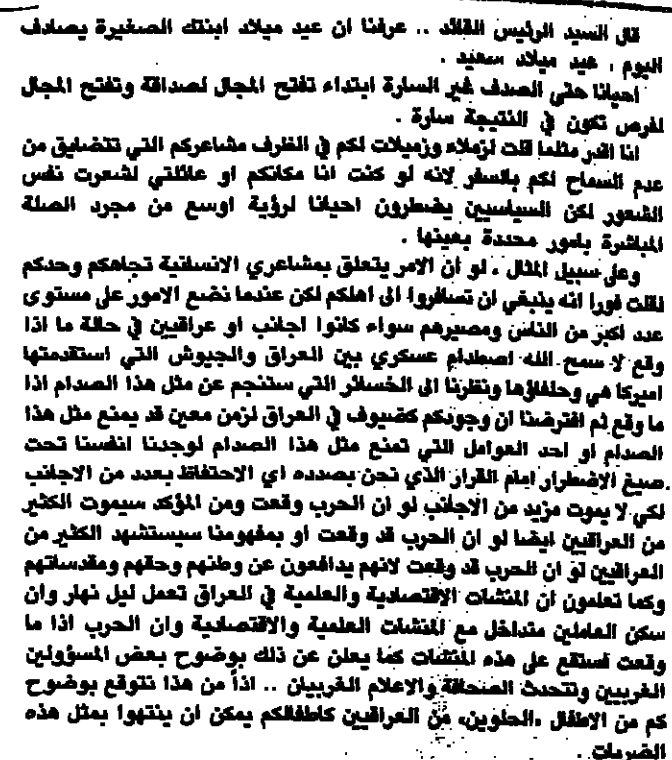 قال السيد الرئيس القائد .. عرفنا ان عيد ميلاد ابنتك الصغيرة يصادف
اليوم ، عيد ميلاد سعيد .
احيانا حتى الصدف غير السارة ابتداء تفتح المجال لصداقة وتفتح المجال
لفرص تكون في النتيجة سارة .
انا اقدر مثلما قلت لزملاء وزميلات لكم في الظرف مشاعركم التي تتضايق من
عدم السماح لكم بالسفر لانه لو كنت انا مكانكم او عائلتي لشعرت نفس
الشعور لكن السياسيين يضطرون احيانا لرؤية اوسع من مجرد الصلة
المباشرة بامور محددة بعينها .
وعلى سبيل المثال ، لو ان الامر يتعلق بمشاعري الانسانية تجاهكم وحدكم
لقلت فورا انه ينبغي ان تسافروا الى اهلكم لكن عندما نضع الامور على مستوى
عدد اكبر من الناس ومصيرهم سواء كانوا اجانب او عراقيين في حالة ما اذا
وقع لا سمح الله اصطدام عسكري بين العراق والجيوش التي استقدمتها
اميركا هي وحلفاؤها ونظرنا الى الخسائر التي ستنجم عن مثل هذا الصدام اذا
ما وقع ثم افترضنا ان وجودكم كضيوف في العراق لزمن معين قد يمنع مثل هذا
الصدام او احد العوامل التي تمنع مثل هذا الصدام لوجدنا انفسنا تحت
صيغ الاضطرار امام القرار الذي نحن بصدده اي الاحتفاظ بعدد من الاجانب
لكي لا يموت مزيد من الاجانب لو ان الحرب وقعت ومن المؤكد سيموت الكثير
من العراقيين ايضا لو ان الحرب قد وقعت او بمفهومنا سيستشهد الكثير من
العراقيين لو ان الحرب قد وقعت لانهم يدافعون عن وطنهم وحقهم ومقدساتهم
وكما تعلمون ان المنشات الاقتصادية والعلمية في العراق تعمل ليل نهار وان
سكن العاملين متداخل مع المنشات العلمية والاقتصادية وان الحرب اذا ما
وقعت فستقع على هذه المنشات كما يعلن عن ذلك بوضوح بعض المسؤولين
الغربيين وتتحدث الصحافة والاعلام الغربيان .. اذاً من هذا نتوقع بوضوح
كم من الاطفال «الحلوين» من العراقيين كاطفالكم يمكن ان ينتهوا بمثل هذه
الضربات .